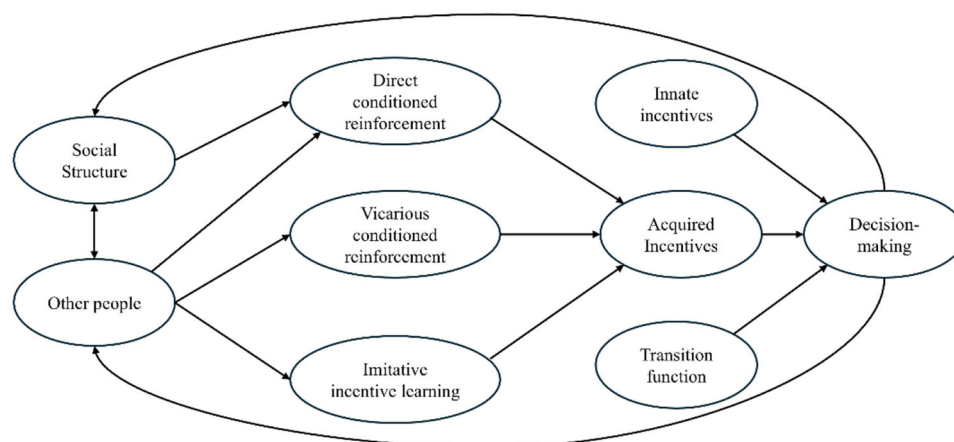 Direct
conditioned
reinforcement
Innate
incentives
Social
Structure
Vicarious
conditioned
reinforcement
Acquired
Incentives
Decision-
making
Other people
Imitative
incentive learning
Transition
function